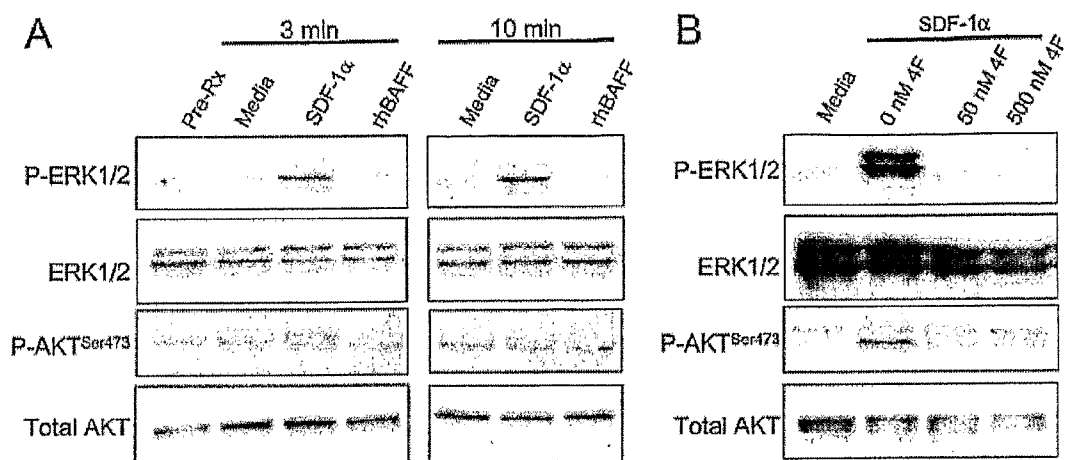 A
3 min
10 min
Pre-Rx
Media
SDF-1α
rhBAFF
Media
SDF-1α
rhBAFF
P-ERK1/2
ERK1/2
P-AKTSer473
Total AKT
B
SDF-1α
Media
0 nM 4F
50 nM 4F
500 nM 4F
P-ERK1/2
ERK1/2
P-AKTSer473
Total AKT